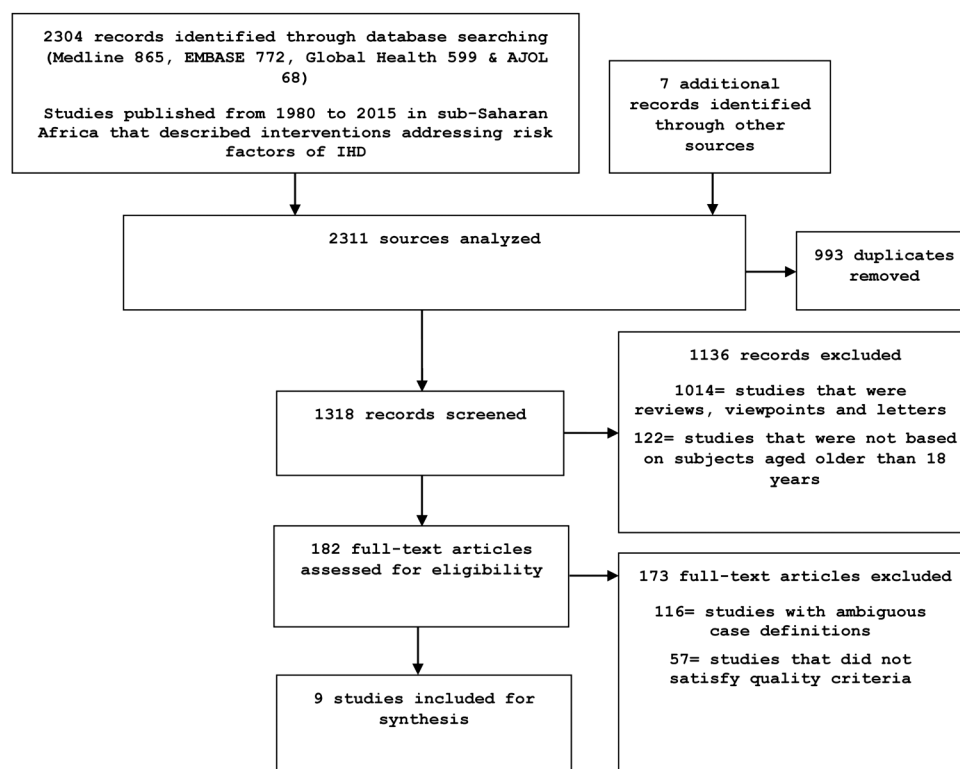 2304 records identified through database searching
(Medline 865, EMBASE 772, Global Health 599 & AJOL
68)
Studies published from 1980 to 2015 in sub-Saharan
Africa that described interventions addressing risk
factors of IHD
7 additional
records identified
through other
sources
2311 sources analyzed
993 duplicates
removed
1318 records screened
1136 records excluded
1014= studies that were
reviews, viewpoints and letters
122= studies that were not based
on subjects aged older than 18
years
182 full-text articles
assessed for eligibility
173 full-text articles excluded
116= studies with ambiguous
case definitions
57= studies that did not
satisfy quality criteria
9 studies included for
synthesis